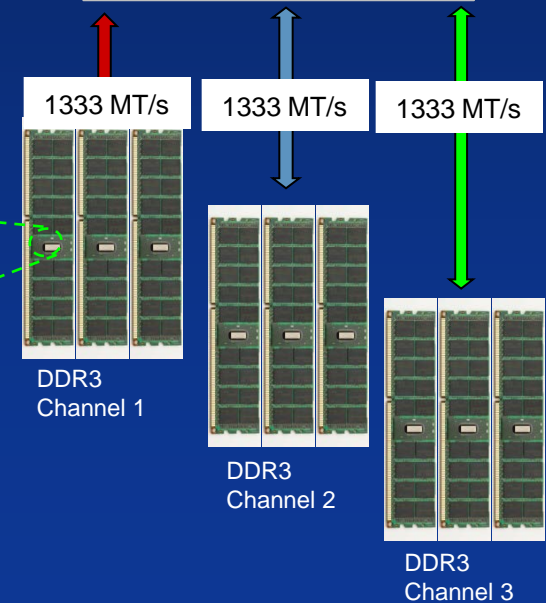 1333 MT/s
1333 MT/s
1333 MT/s
DDR3
Channel 1
DDR3
Channel 2
DDR3
Channel 3